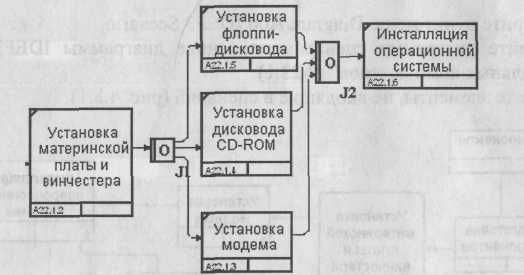 Установка
флоппи-
дисковода
A22.1.5
Инсталляция
операционной
системы
A22.1.6
O
J2
Установка
дисковода
CD-ROM
A22.1.4
Установка
материнской
платы и
винчестера
A22.1.2
O
J1
Установка
модема
A22.1.3